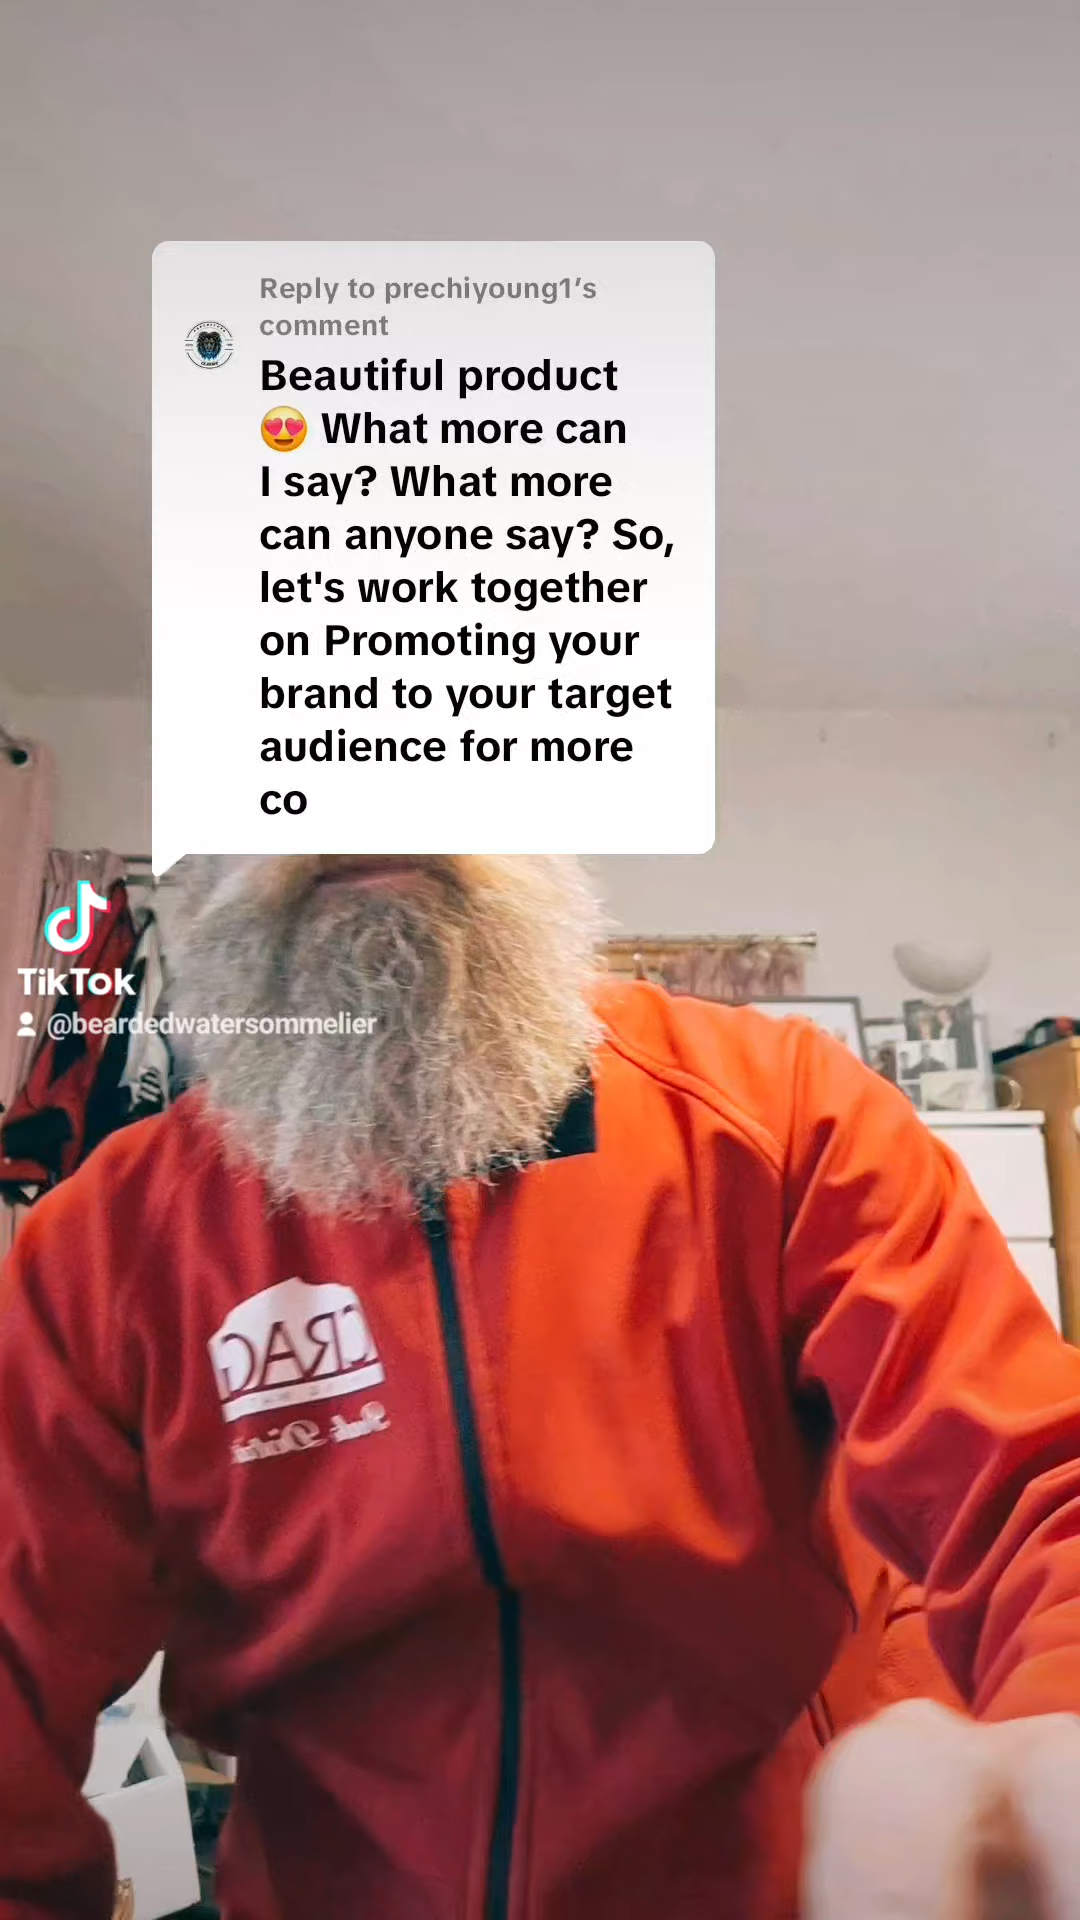 Reply to prechiyoung1's
comment
Beautiful product
😍 What more can
I say? What more
can anyone say? So,
let's work together
on Promoting your
brand to your target
audience for more
co
TikTok
@beardedwatersommelier
CRAG